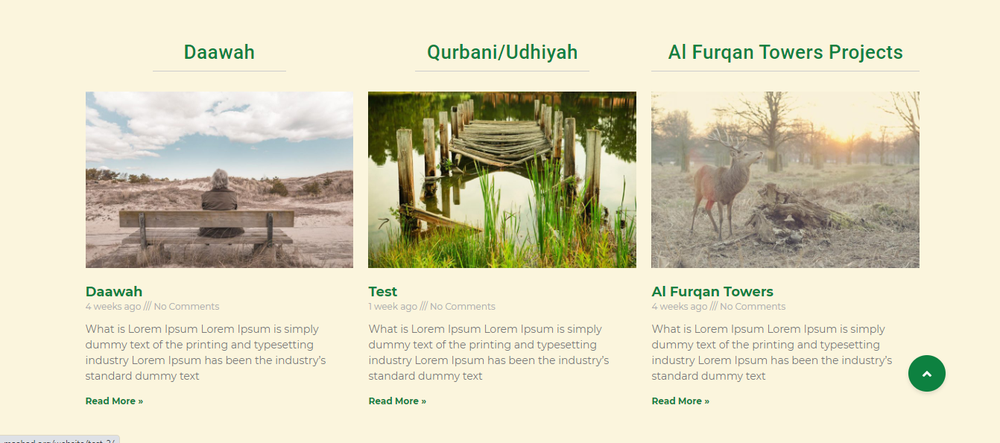 Daawah
Qurbani/Udhiyah
Al Furqan Towers Projects
Daawah
4 weeks ago /// No Comments
What is Lorem Ipsum Lorem Ipsum is simply
dummy text of the printing and typesetting
industry Lorem Ipsum has been the industry's
standard dummy text
Read More »
Test
1 week ago /// No Comments
What is Lorem Ipsum Lorem Ipsum is simply
dummy text of the printing and typesetting
industry Lorem Ipsum has been the industry's
standard dummy text
Read More »
Al Furqan Towers
4 weeks ago /// No Comments
What is Lorem Ipsum Lorem Ipsum is simply
dummy text of the printing and typesetting
industry Lorem Ipsum has been the industry's
standard dummy text
Read More »